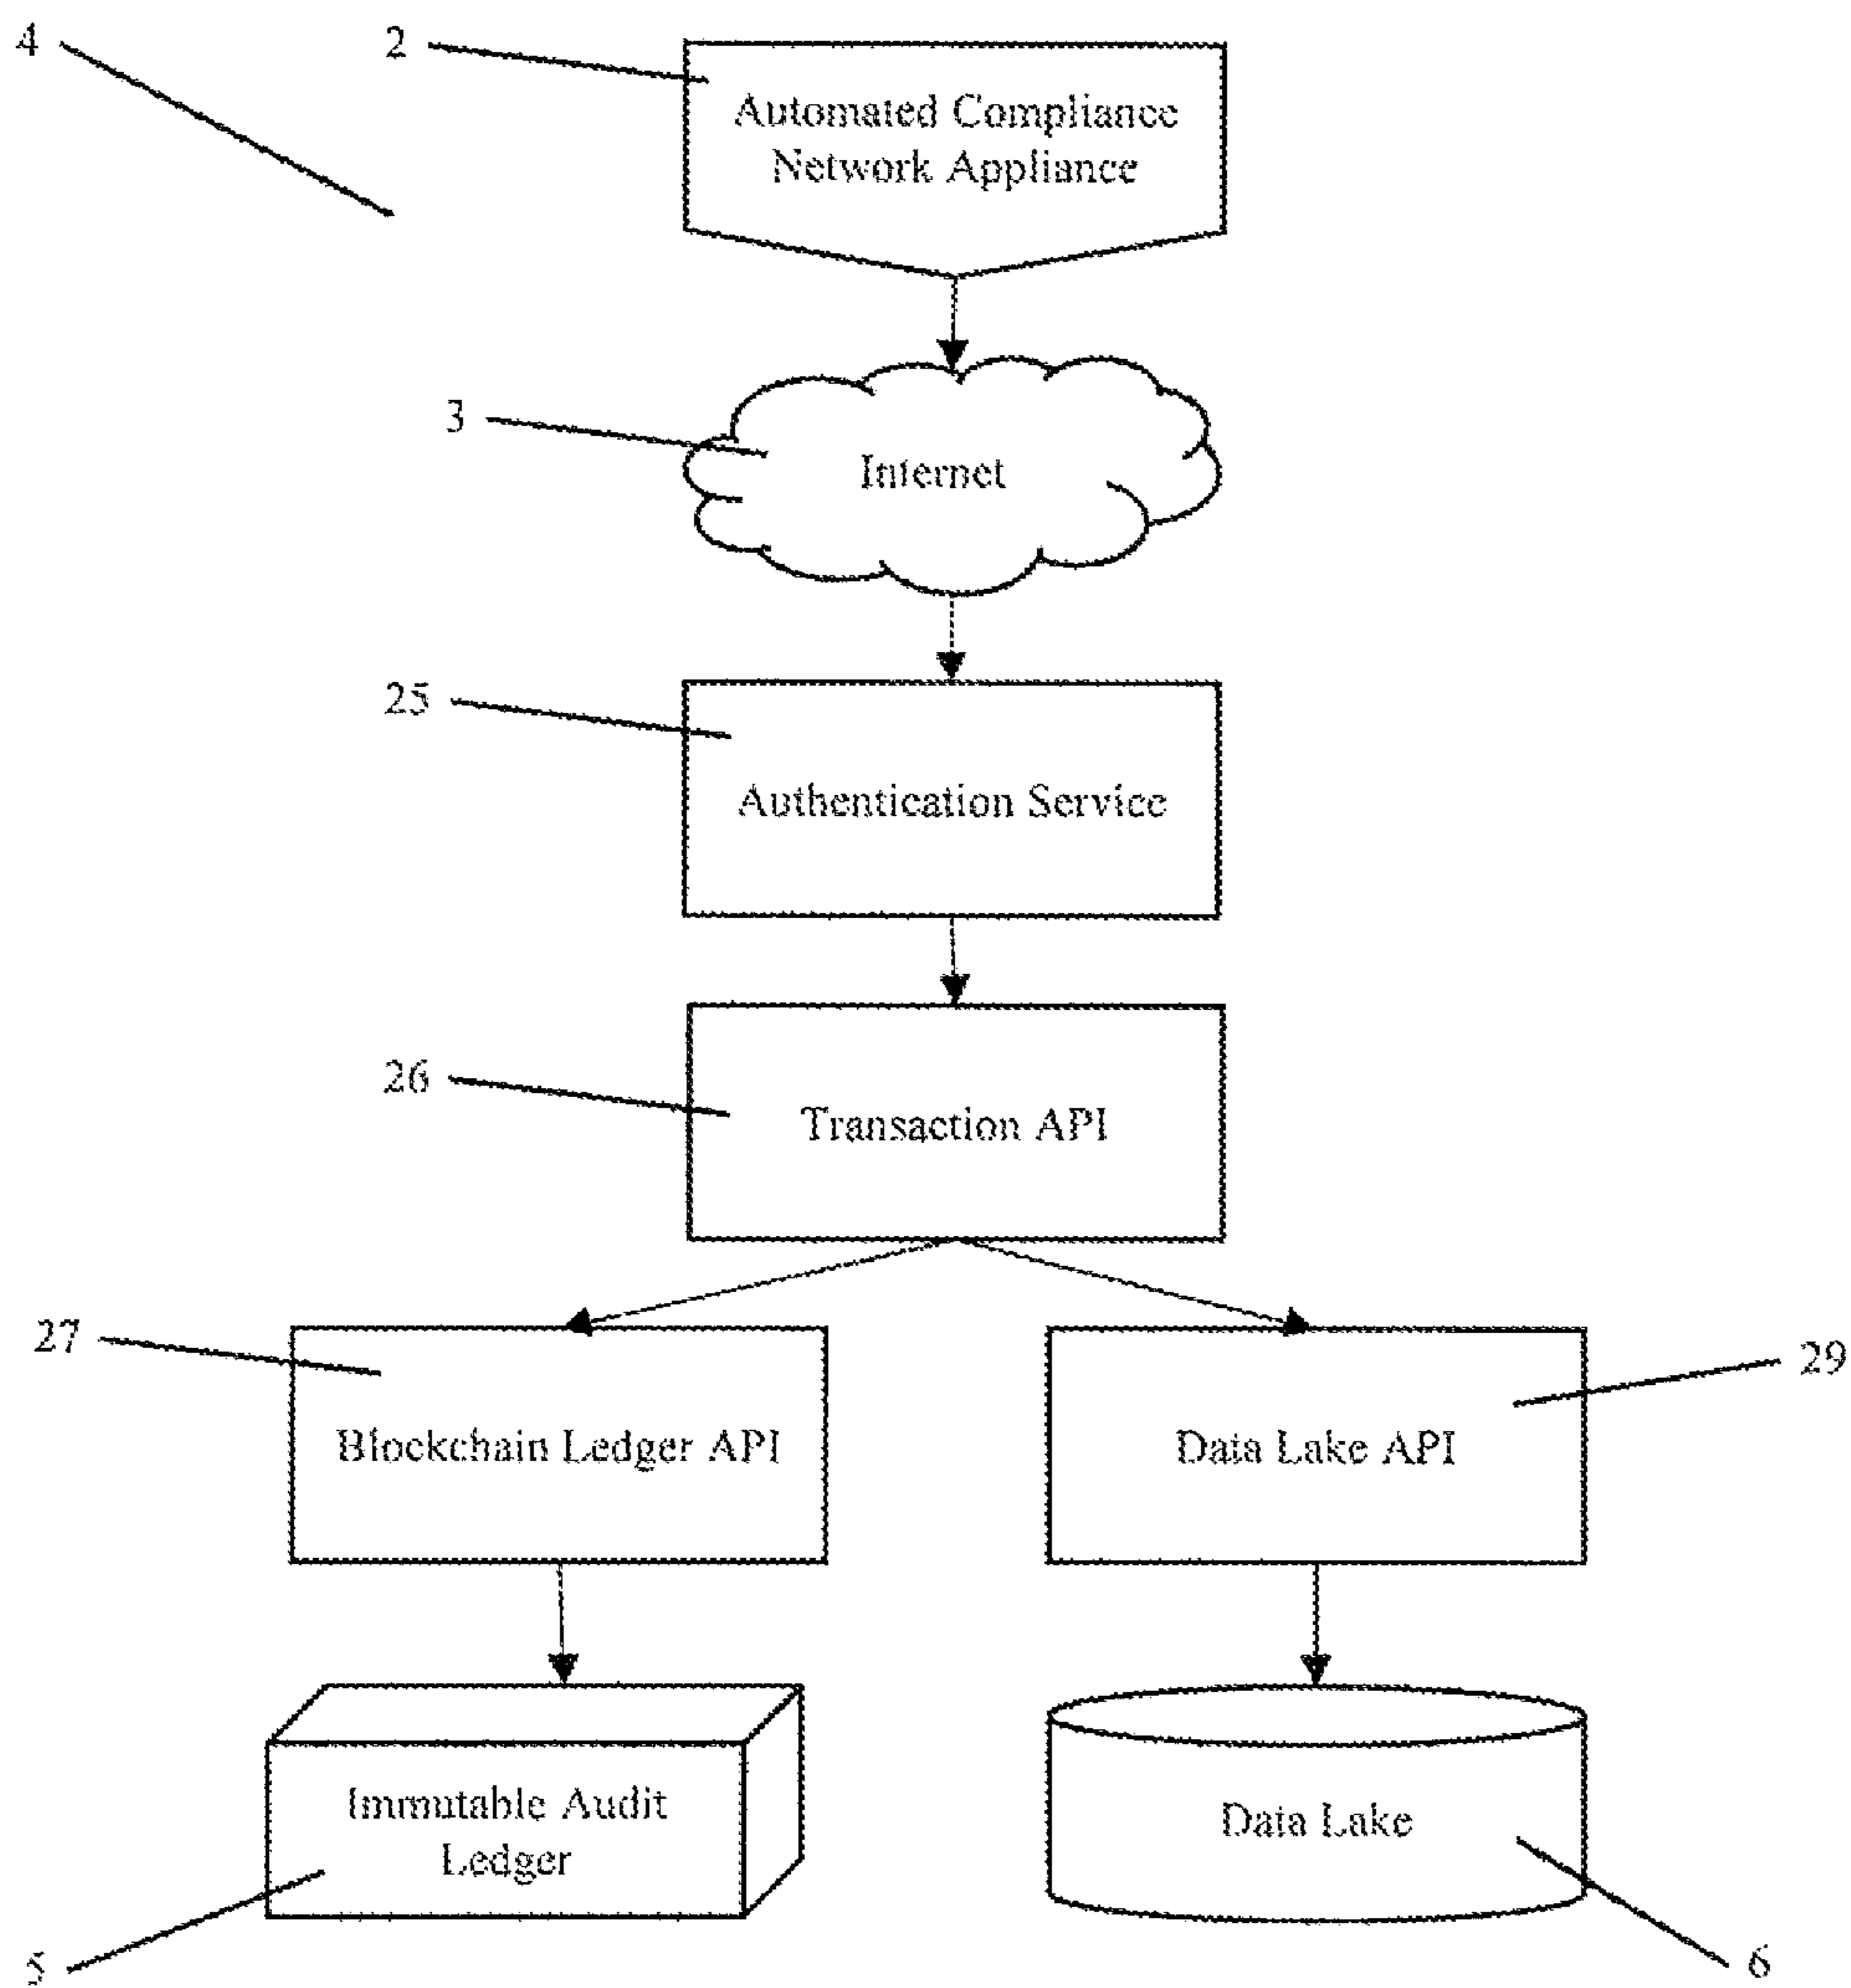 4
2
Automated Compliance
Network Appliance
3
Internet
25
Authentication Service
26
Transaction API
27
Blockchain Ledger API
29
Data Lake API
Immutable Audit
Ledger
5
Data Lake
6